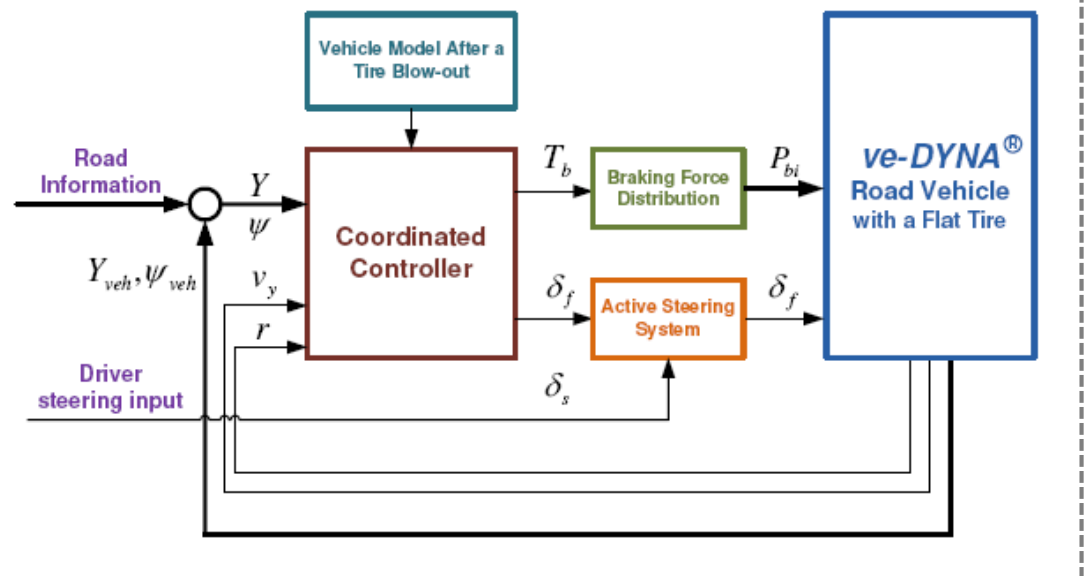 Vehicle Model After a
Tire Blow-out
Road
Information
Y
ψ
Y_veh, ψ_veh
v_y
r
Coordinated
Controller
T_b
Braking Force
Distribution
P_bi
δ_f
Active Steering
System
δ_f
ve-DYNA®
Road Vehicle
with a Flat Tire
Driver
steering input
δ_s